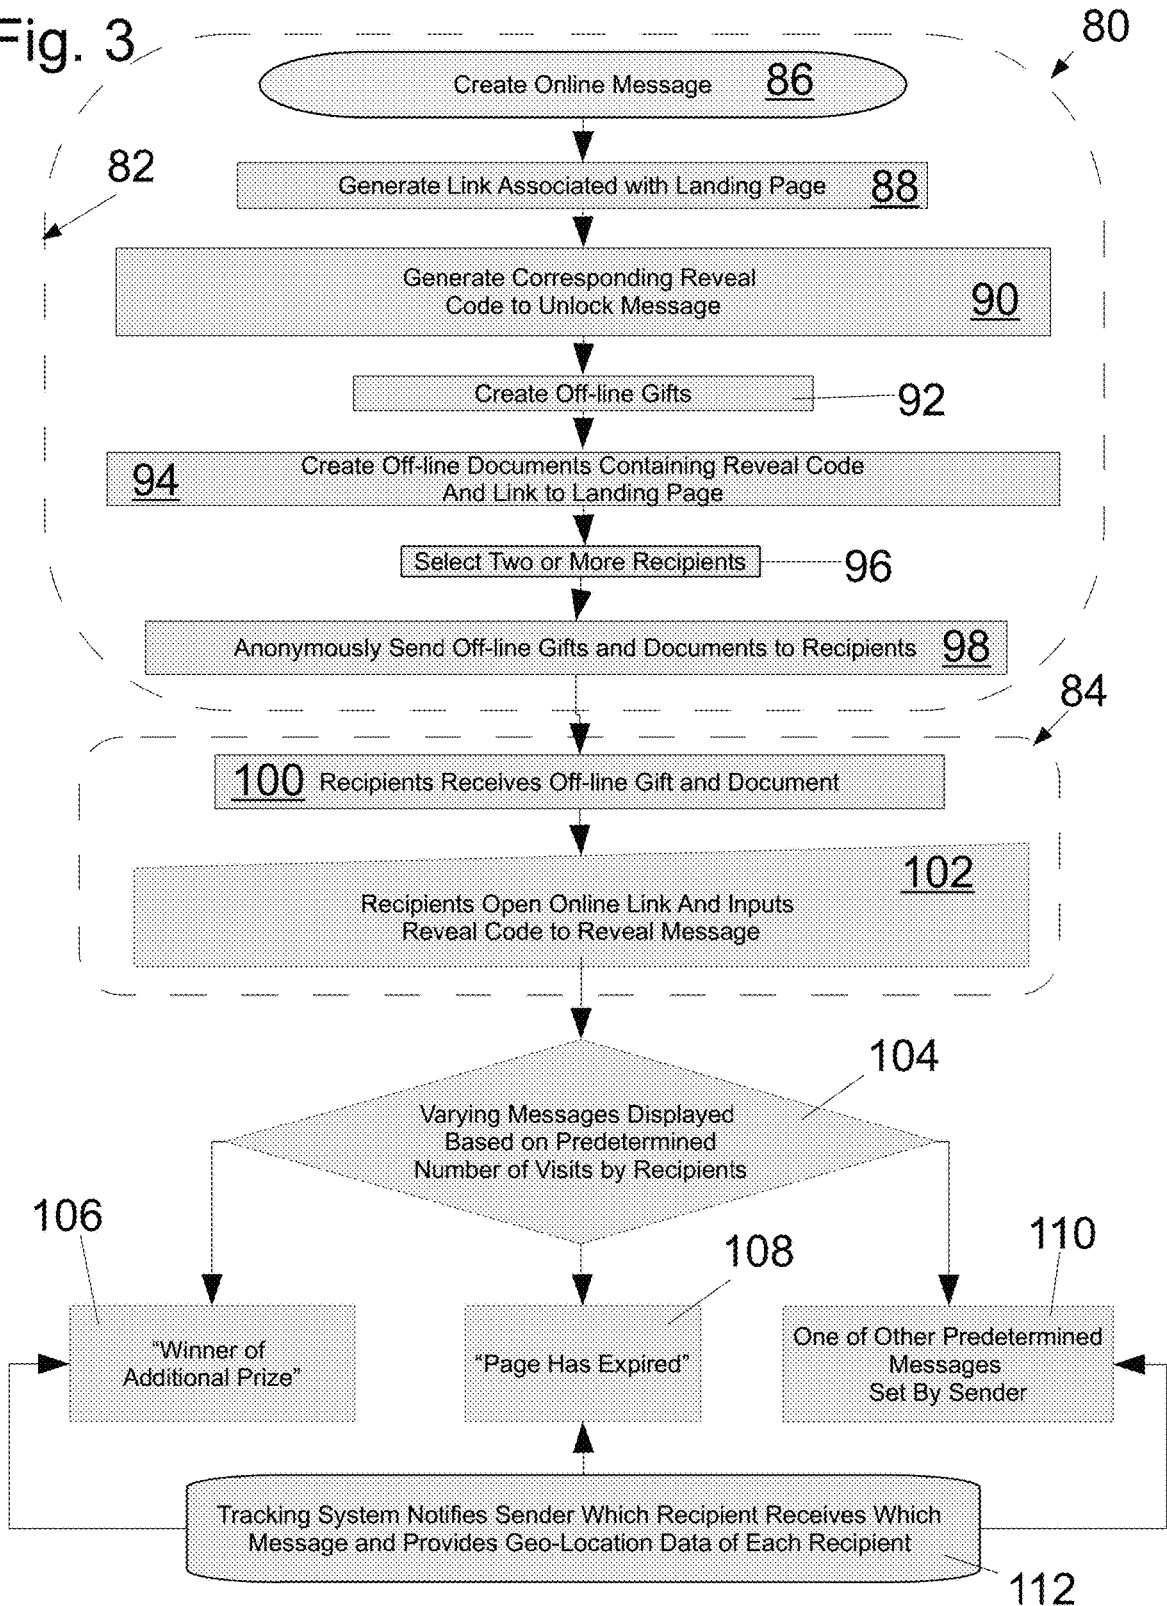 Fig. 3
80
Create Online Message 86
82
Generate Link Associated with Landing Page 88
Generate Corresponding Reveal
Code to Unlock Message
90
Create Off-line Gifts
92
94
Create Off-line Documents Containing Reveal Code
And Link to Landing Page
Select Two or More Recipients
96
Anonymously Send Off-line Gifts and Documents to Recipients 98
84
100 Recipients Receives Off-line Gift and Document
102
Recipients Open Online Link And Inputs
Reveal Code to Reveal Message
104
Varying Messages Displayed
Based on Predetermined
Number of Visits by Recipients
106
108
110
“Winner of
Additional Prize”
“Page Has Expired”
One of Other Predetermined
Messages
Set By Sender
Tracking System Notifies Sender Which Recipient Receives Which
Message and Provides Geo-Location Data of Each Recipient
112